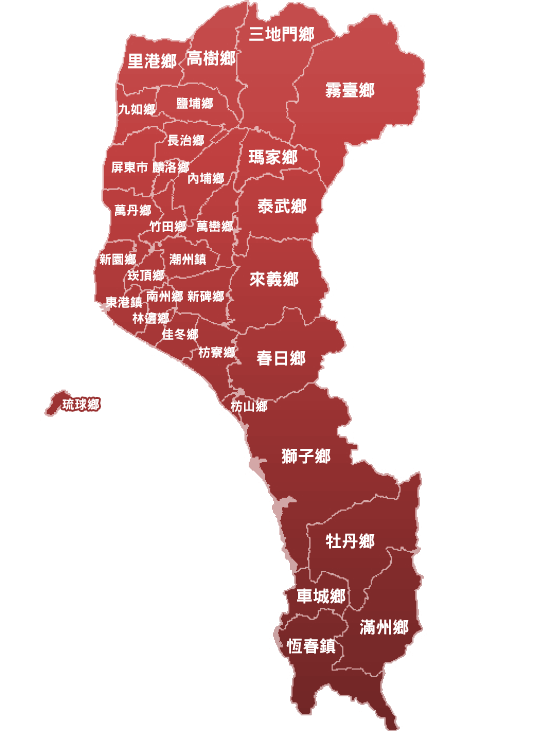 三地門鄉
里港鄉
高樹鄉
霧臺鄉
鹽埔鄉
九如鄉
長治鄉
瑪家鄉
屏東市
麟洛鄉
內埔鄉
泰武鄉
萬丹鄉
竹田鄉
萬巒鄉
新園鄉
潮州鎮
崁頂鄉
來義鄉
東港鎮
南州鄉
新埤鄉
林邊鄉
佳冬鄉
枋寮鄉
春日鄉
琉球鄉
枋山鄉
獅子鄉
牡丹鄉
車城鄉
滿州鄉
恆春鎮